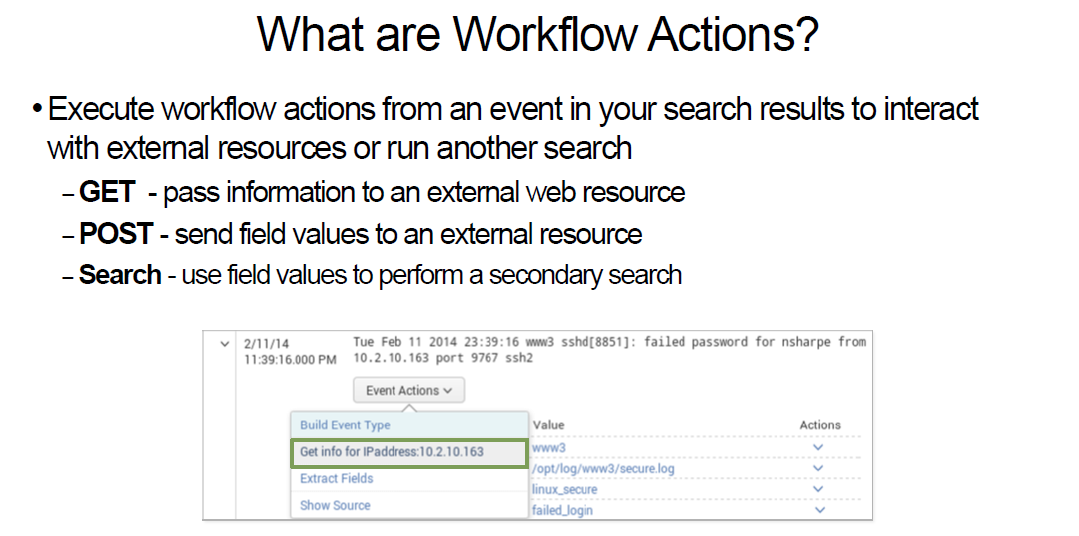 What are Workflow Actions?
• Execute workflow actions from an event in your search results to interact
with external resources or run another search
– GET - pass information to an external web resource
– POST - send field values to an external resource
– Search - use field values to perform a secondary search
2/11/14
11:39:16.000 PM
Tue Feb 11 2014 23:39:16 www3 sshd[8851]: failed password for nsharpe from
10.2.10.163 port 9767 ssh2
Event Actions
Build Event Type
Get info for IPaddress:10.2.10.163
Extract Fields
Show Source
Value
Actions
www3
/opt/log/www3/secure.log
linux_secure
failed_login